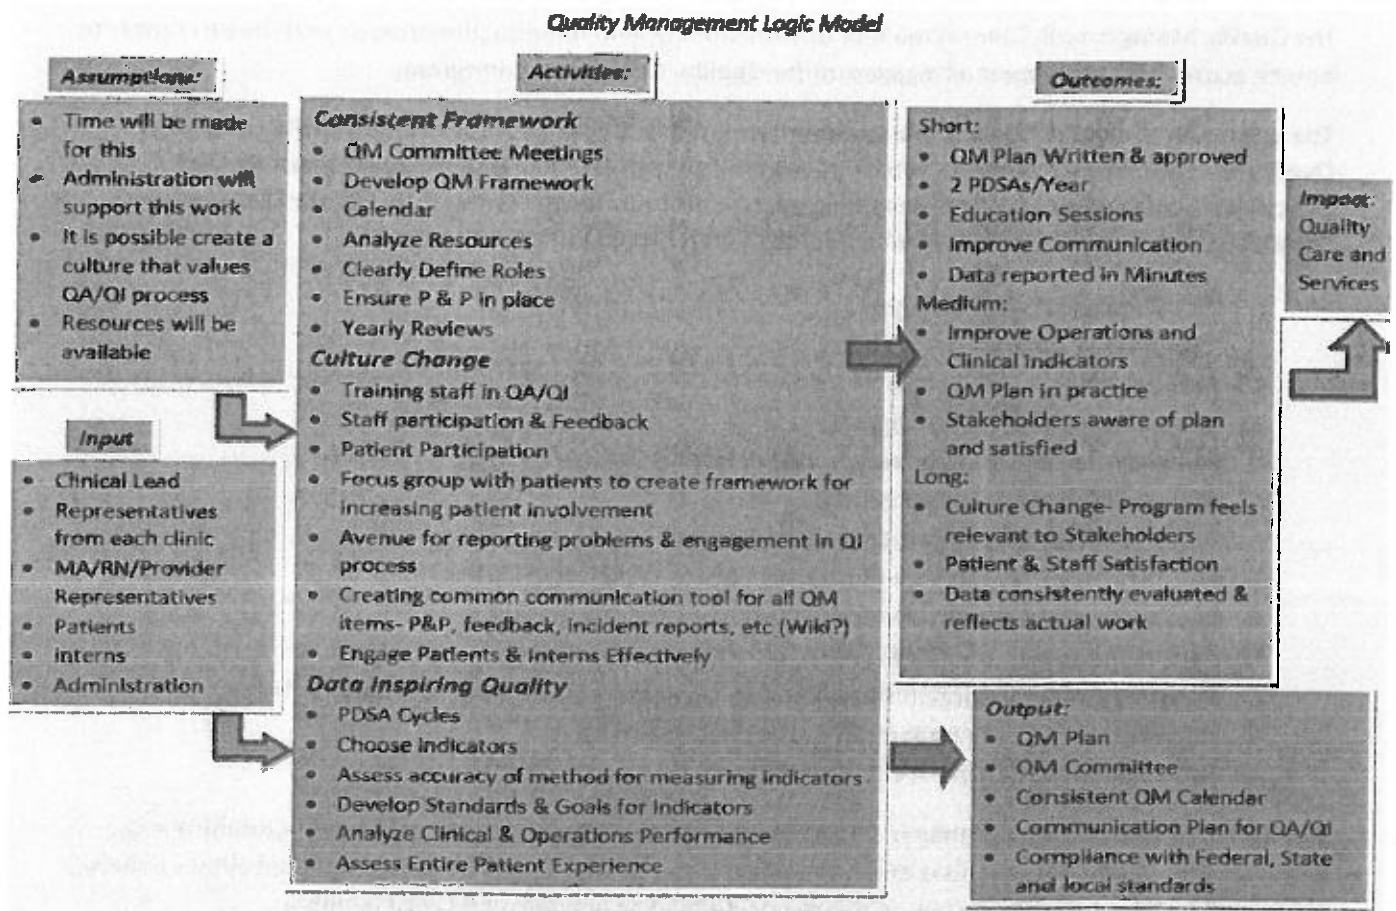 Quality Management Logic Model
Assumptions:
Time will be made
for this
Administration will
support this work
It is possible create a
culture that values
QA/QI process
Resources will be
available
Input
Clinical Lead
Representatives
from each clinic
MA/RN/Provider
Representatives
Patients
Interns
Administration
Activities:
Consistent Framework
QM Committee Meetings
Develop QM Framework
Calendar
Analyze Resources
Clearly Define Roles
Ensure P & P in place
Yearly Reviews
Culture Change
Training staff in QA/QI
Staff participation & Feedback
Patient Participation
Focus group with patients to create framework for
increasing patient involvement
Avenue for reporting problems & engagement in QI
process
Creating common communication tool for all QM
items- P&P, feedback, incident reports, etc (Wiki?)
Engage Patients & Interns Effectively
Data Inspiring Quality
PDSA Cycles
Choose Indicators
Assess accuracy of method for measuring indicators
Develop Standards & Goals for Indicators
Analyze Clinical & Operations Performance
Assess Entire Patient Experience
Outcomes:
Short:
QM Plan Written & approved
2 PDSAs/Year
Education Sessions
Improve Communication
Data reported in Minutes
Medium:
Improve Operations and
Clinical Indicators
QM Plan in practice
Stakeholders aware of plan
and satisfied
Long:
Culture Change- Program feels
relevant to Stakeholders
Patient & Staff Satisfaction
Data consistently evaluated &
reflects actual work
Impact:
Quality
Care and
Services
Output:
QM Plan
QM Committee
Consistent QM Calendar
Communication Plan for QA/QI
Compliance with Federal, State
and local standards